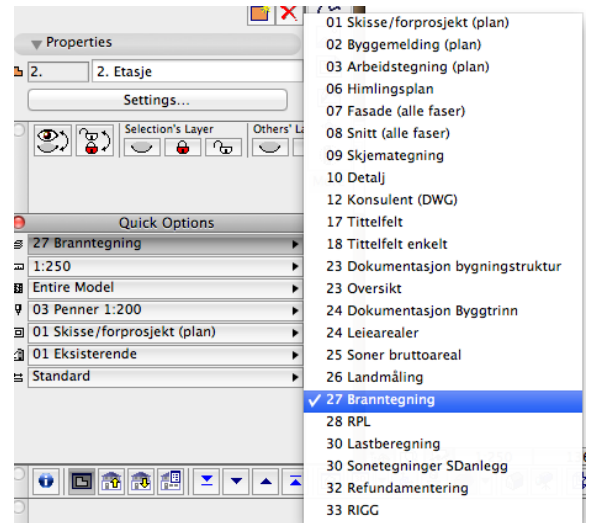 Properties
2.
2. Etasje
Settings...
Selection's Layer
Others' La
Quick Options
27 Branntegning
1:250
Entire Model
03 Penner 1:200
01 Skisse/forprosjekt (plan)
01 Eksisterende
Standard
01 Skisse/forprosjekt (plan)
02 Byggemelding (plan)
03 Arbeidstegning (plan)
06 Himlingsplan
07 Fasade (alle faser)
08 Snitt (alle faser)
09 Skjemategning
10 Detalj
12 Konsulent (DWG)
17 Tittelfelt
18 Tittelfelt enkelt
23 Dokumentasjon bygningstruktur
23 Oversikt
24 Dokumentasjon Byggtrinn
24 Leiearealer
25 Soner bruttoareal
26 Landmåling
27 Branntegning
28 RPL
30 Lastberegning
30 Sonetegninger SDanlegg
32 Refundamentering
33 RIGG